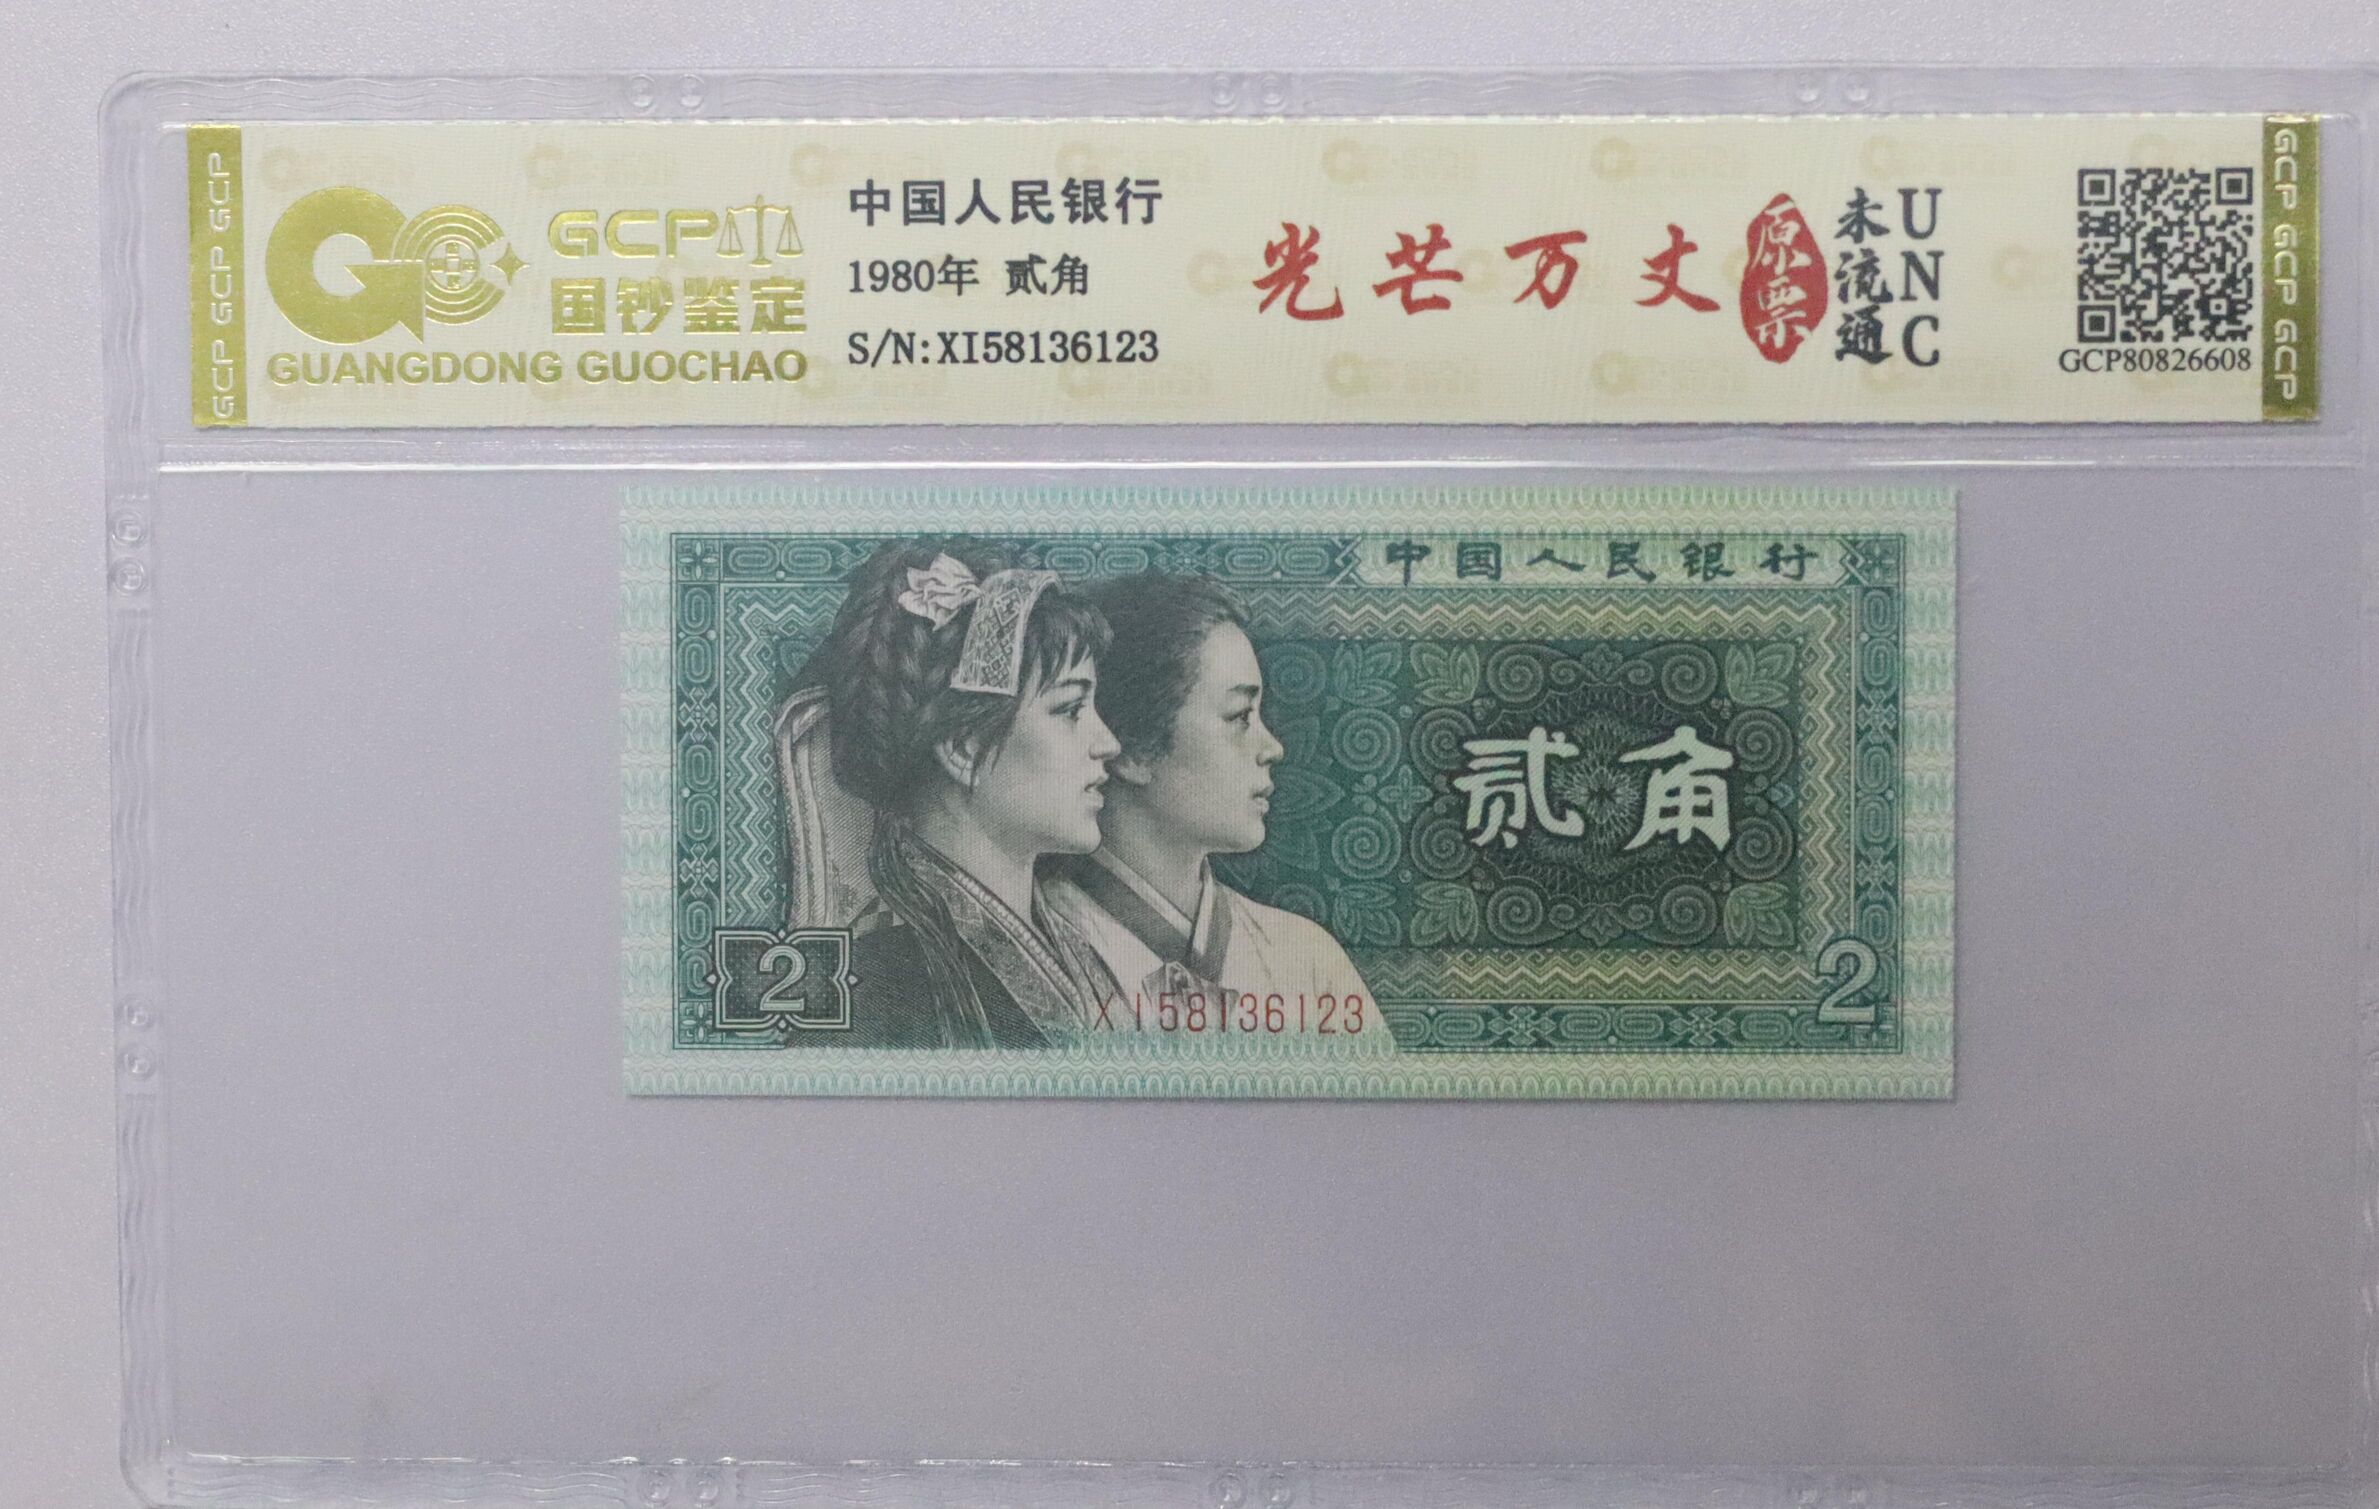 GCP GCP GCP
GCP
国钞鉴定
GUANGDONG GUOCHAO
中国人民银行
1980年 贰角
S/N:XI58136123
光芒万丈
原票
未流通
UNC
GCP80826608
GCP GCP GCP
中国人民银行
贰角
2
XI58136123
2